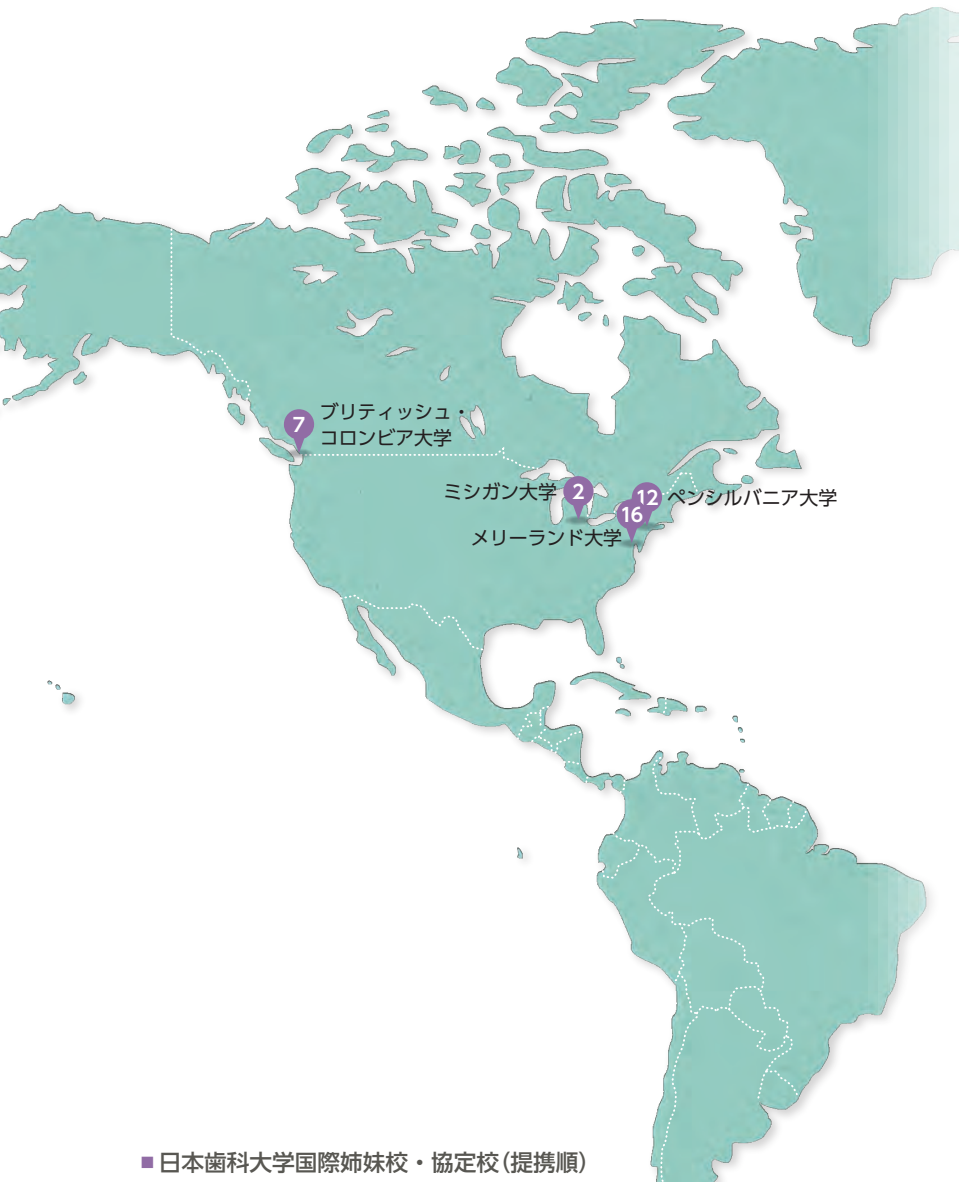 7
ブリティッシュ・
コロンビア大学
ミシガン大学 2
12 ペンシルバニア大学
16
メリーランド大学
■日本歯科大学国際姉妹校・協定校(提携順)